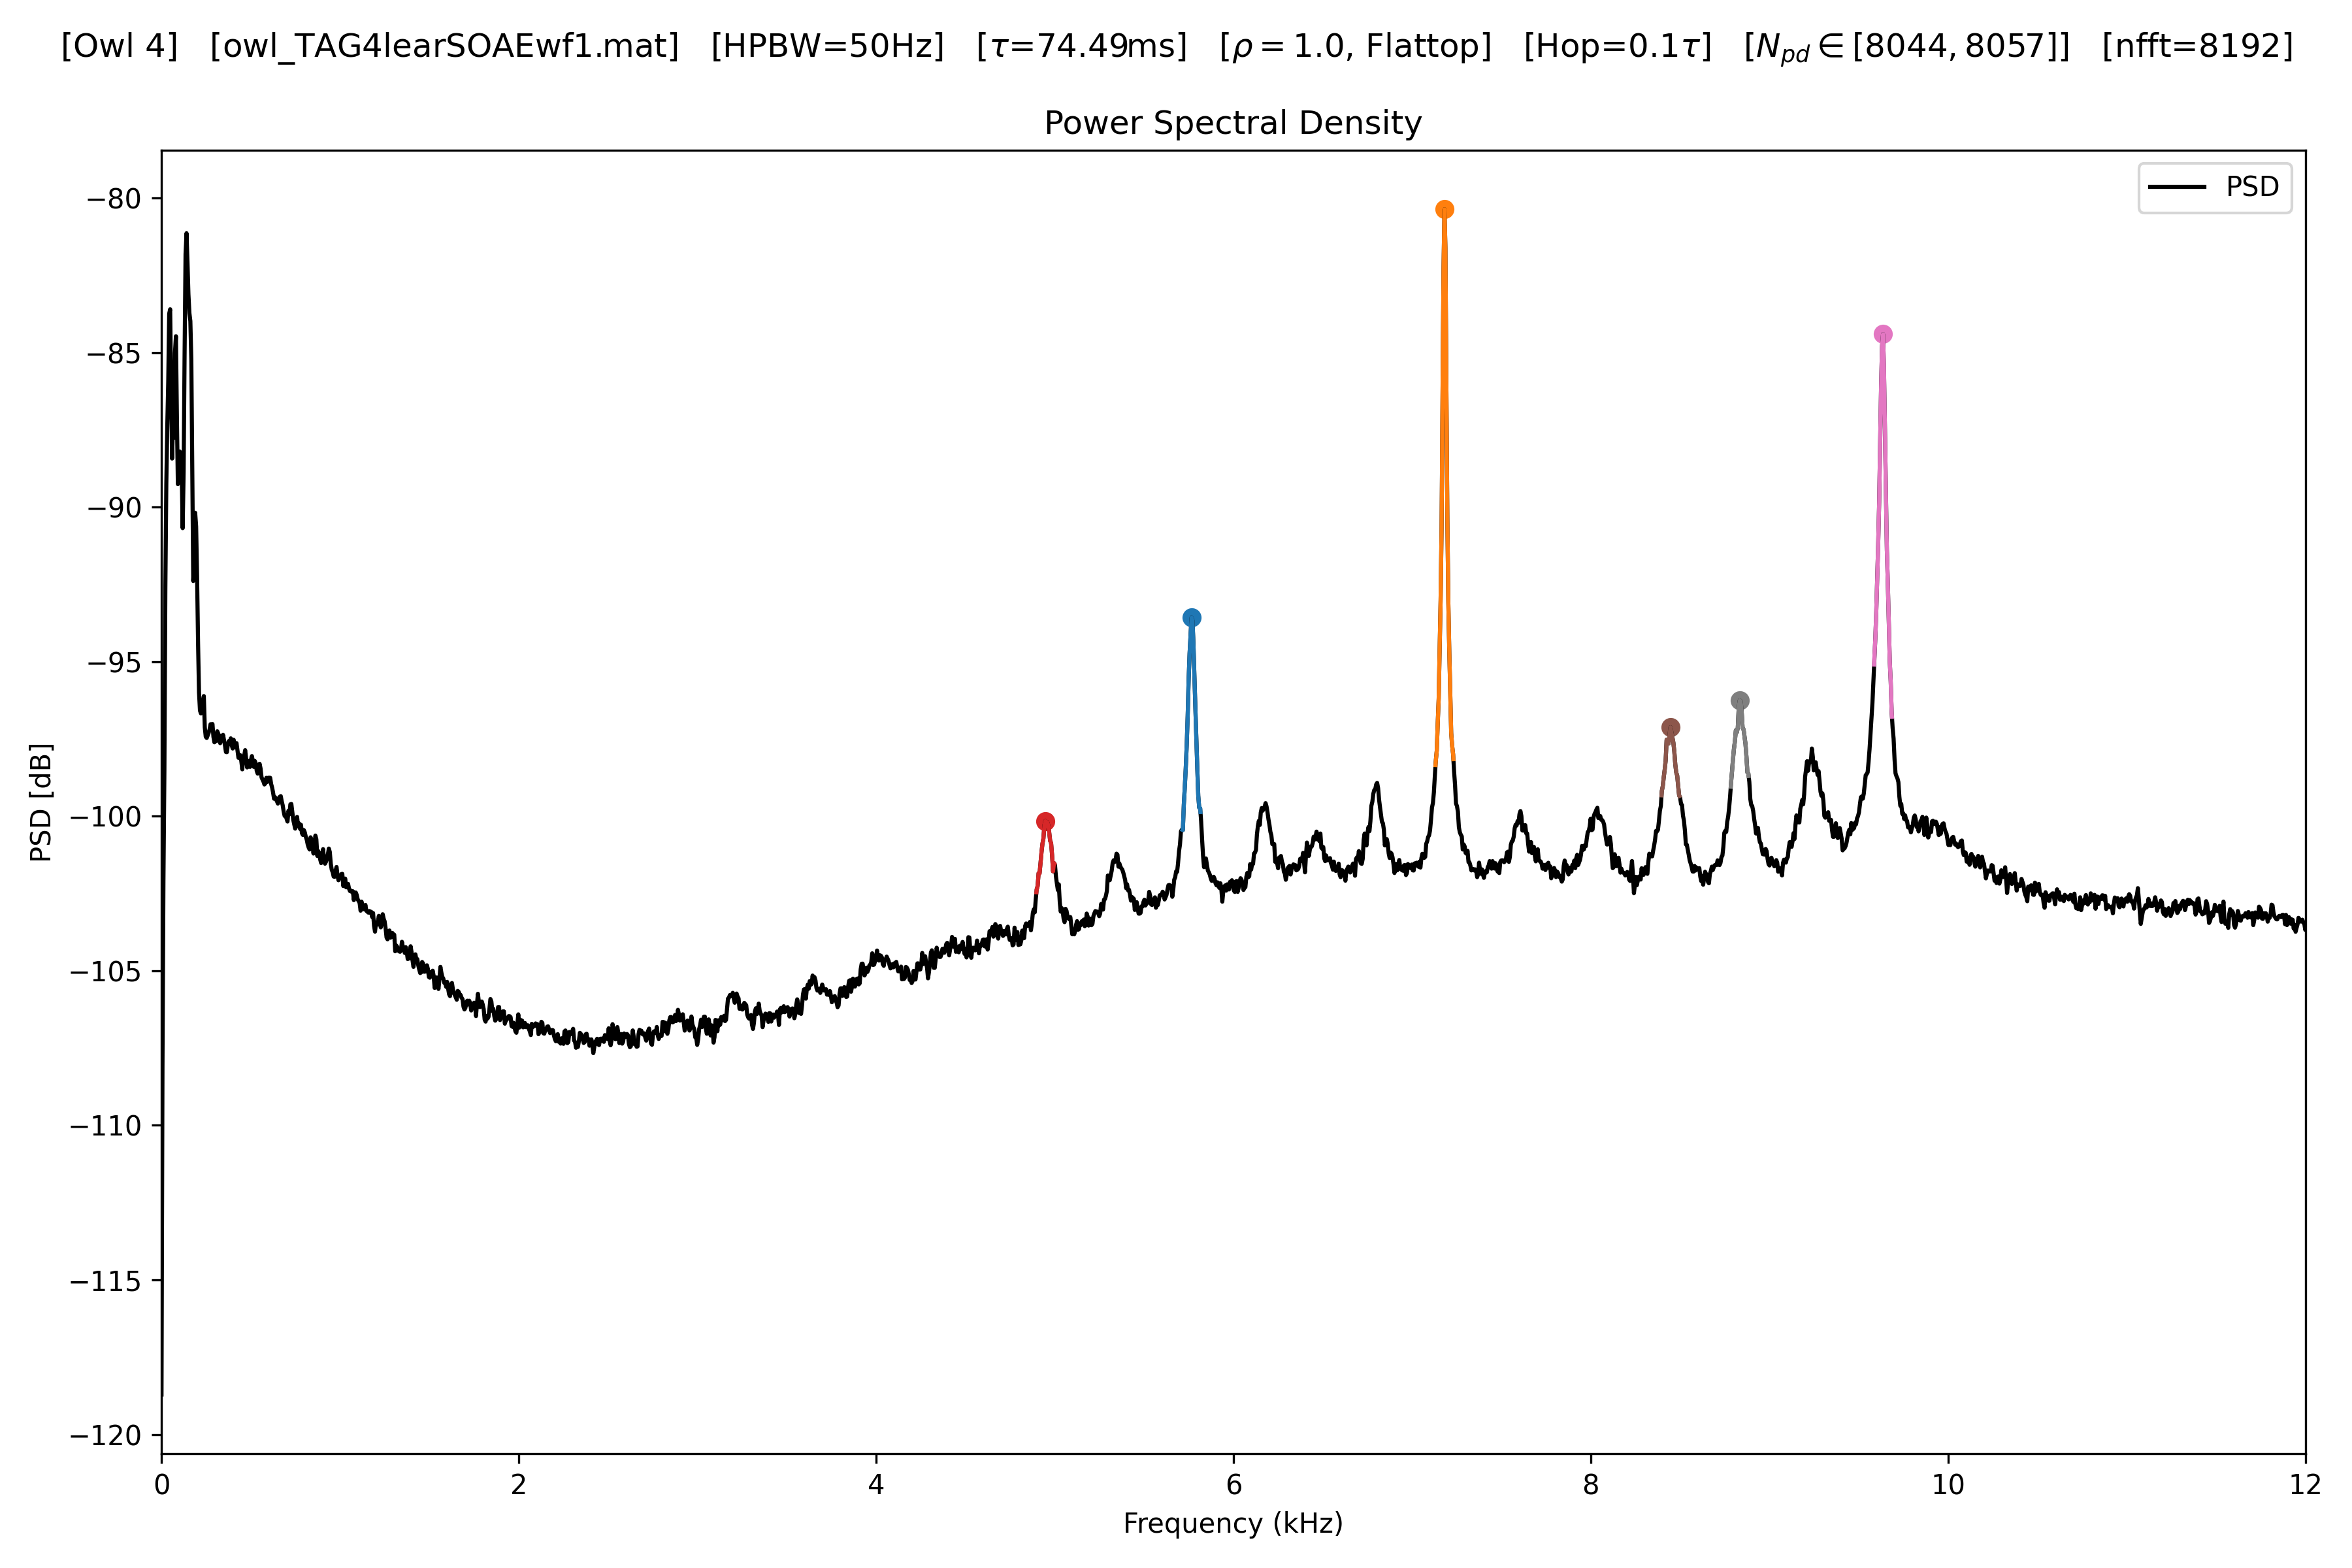 [Owl 4] [owl_TAG4learSOAEwf1.mat] [HPBW=50Hz] [τ=74.49ms] [ρ = 1.0, Flattop] [Hop=0.1τ] [N_pd ∈ [8044, 8057]] [nfft=8192]
Power Spectral Density
PSD
−80
−85
−90
−95
−100
−105
−110
−115
−120
PSD [dB]
0 2 4 6 8 10 12
Frequency (kHz)